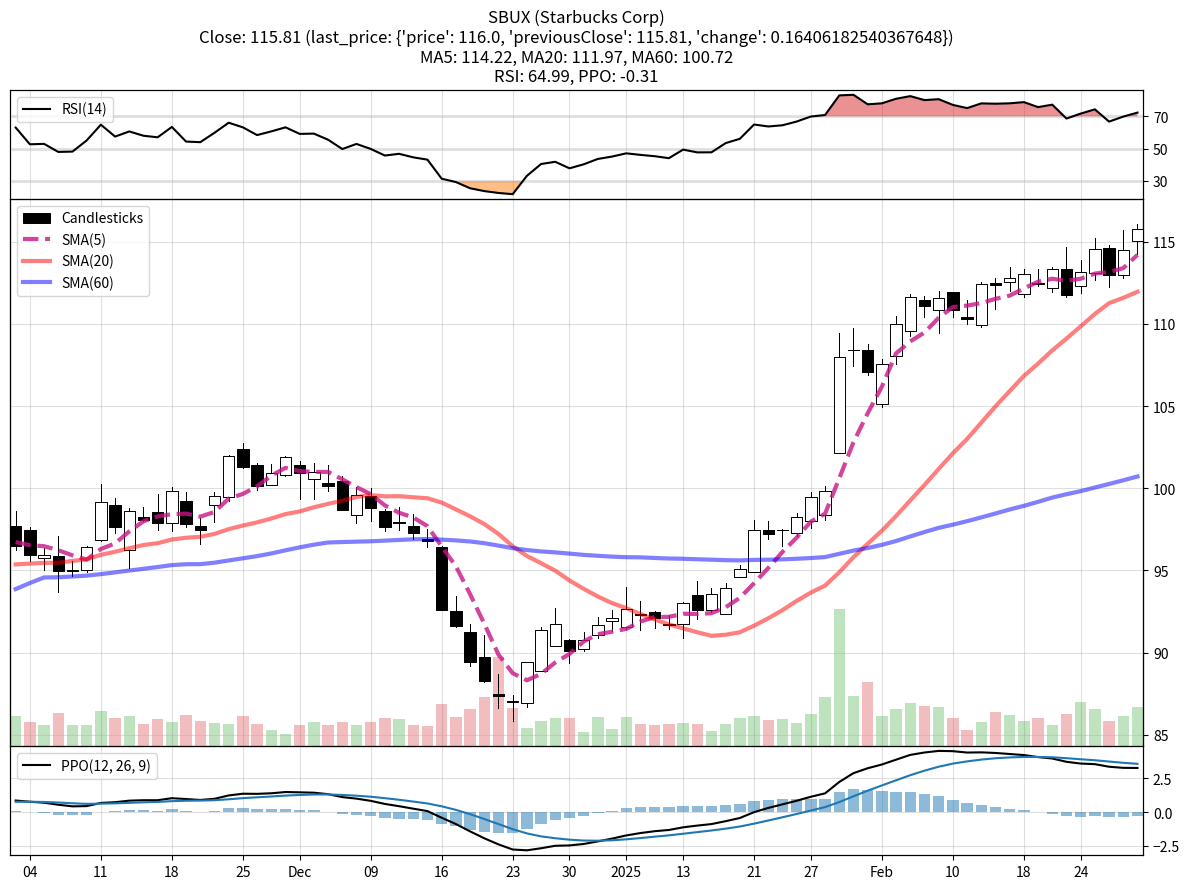 SBUX (Starbucks Corp)
Close: 115.81 (last_price: {'price': 116.0, 'previousClose': 115.81, 'change': 0.16406182540367648})
MA5: 114.22, MA20: 111.97, MA60: 100.72
RSI: 64.99, PPO: -0.31
RSI(14)
70
50
30
Candlesticks
SMA(5)
SMA(20)
SMA(60)
115
110
105
100
95
90
85
PPO(12, 26, 9)
2.5
0.0
−2.5
04 11 18 25 Dec 09 16 23 30 2025 13 21 27 Feb 10 18 24